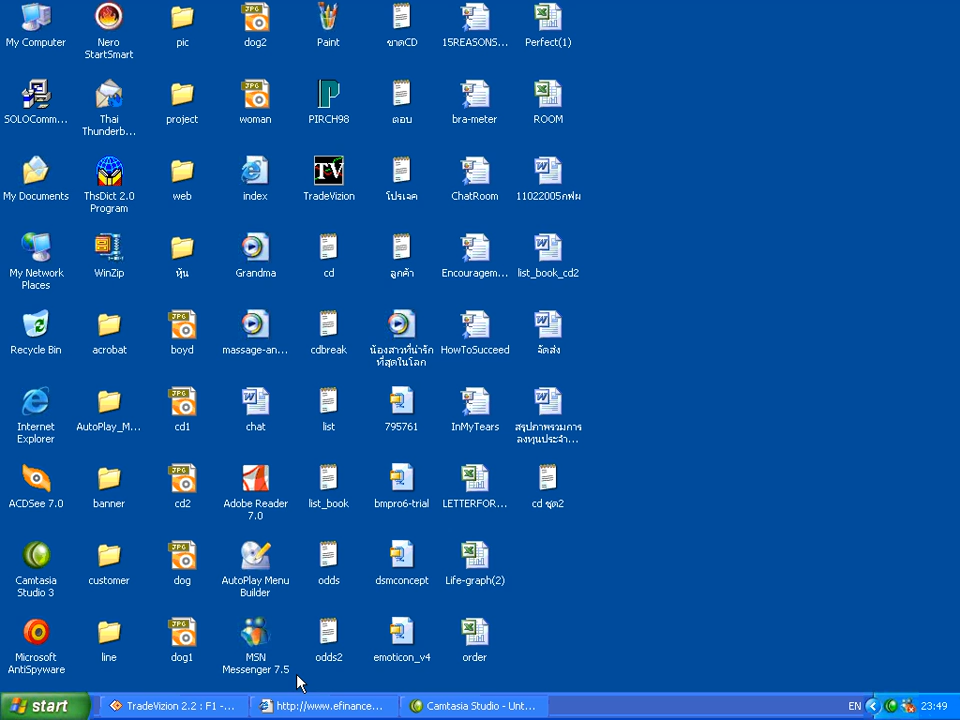 My Computer
Nero
StartSmart
pic
dog2
Paint
ขาดCD
15REASONS...
Perfect(1)
SOLOComm...
Thai
Thunderb...
project
woman
PIRCH98
ตอบ
bra-meter
ROOM
My Documents
ThsDict 2.0
Program
web
index
TV
TradeVizion
โปรเจค
ChatRoom
11022005กฟผ
My Network
Places
WinZip
หุ้น
Grandma
cd
ลูกค้า
Encouragem...
list_book_cd2
Recycle Bin
acrobat
boyd
massage-an...
cdbreak
น้องสาวที่น่ารัก
ที่สุดในโลก
HowToSucceed
จัดส่ง
Internet
Explorer
AutoPlay_M...
cd1
chat
list
795761
InMyTears
สรุปภาพรวมการ
ลงทุนประจำ...
ACDSee 7.0
banner
cd2
Adobe Reader
7.0
list_book
bmpro6-trial
LETTERFOR...
cd ชุด2
Camtasia
Studio 3
customer
dog
AutoPlay Menu
Builder
odds
dsmconcept
Life-graph(2)
Microsoft
AntiSpyware
line
dog1
MSN
Messenger 7.5
odds2
emoticon_v4
order
start
TradeVizion 2.2 : F1 -...
http://www.efinance...
Camtasia Studio - Unt...
EN
23:49